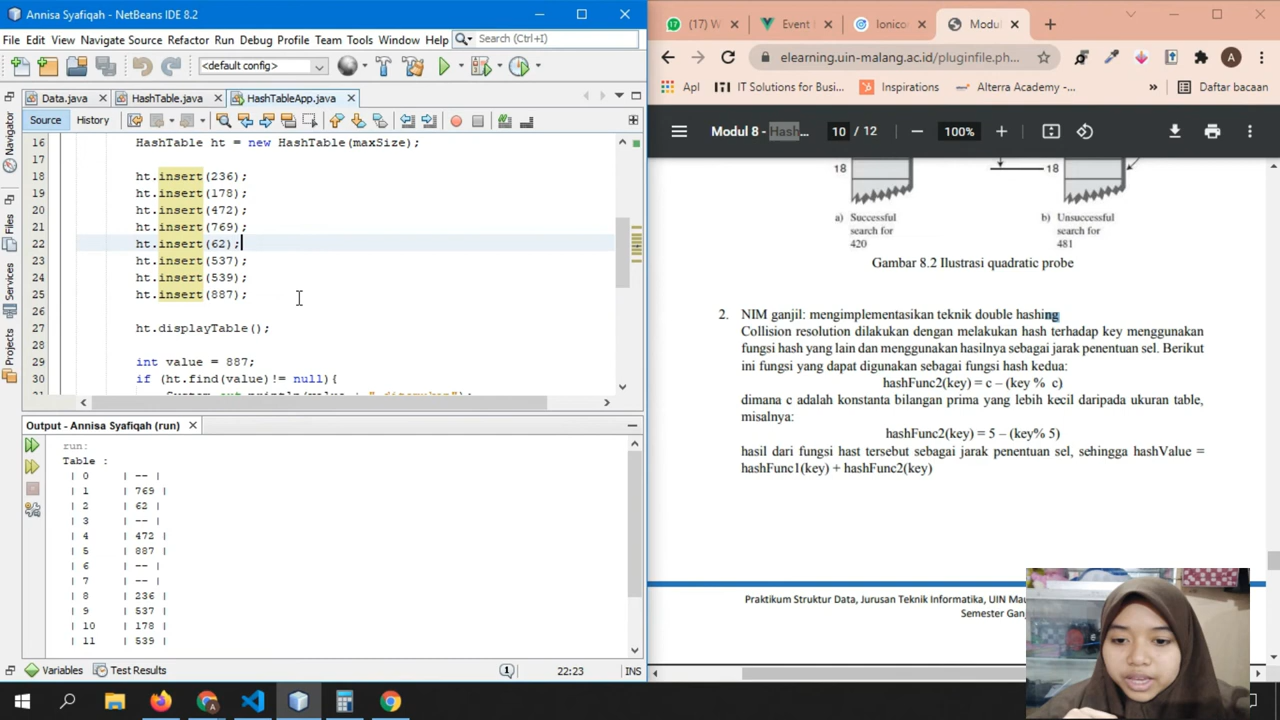 Annisa Syafiqah - NetBeans IDE 8.2
File Edit View Navigate Source Refactor Run Debug Profile Team Tools Window Help
Search (Ctrl+I)
<default config>
Data.java HashTable.java HashTableApp.java
Source History
16 HashTable ht = new HashTable(maxSize);
17
18 ht.insert(236);
19 ht.insert(178);
20 ht.insert(472);
21 ht.insert(769);
22 ht.insert(62);
23 ht.insert(537);
24 ht.insert(539);
25 ht.insert(887);
27 ht.displayTable();
29 int value = 887;
30 if (ht.find(value)!= null){
Navigator
Files
Services
Projects
Output - Annisa Syafiqah (run)
run:
Table :
| 0 | -- |
| 1 | 769 |
| 2 | 62 |
| 3 | -- |
| 4 | 472 |
| 5 | 887 |
| 6 | -- |
| 7 | -- |
| 8 | 236 |
| 9 | 537 |
| 10 | 178 |
| 11 | 539 |
Variables Test Results
1 22:23 INS
(17) W Event Ionico Modul
elearning.uin-malang.ac.id/pluginfile.ph...
A
Apl IT Solutions for Busi... Inspirations Alterra Academy -... Daftar bacaan
Modul 8 - Hash 10 / 12 100%
18 18
a) Successful search for 420
b) Unsuccessful search for 481
Gambar 8.2 Ilustrasi quadratic probe
2. NIM ganjil: mengimplementasikan teknik double hashing
Collision resolution dilakukan dengan melakukan hash terhadap key menggunakan
fungsi hash yang lain dan menggunakan hasilnya sebagai jarak penentuan sel. Berikut
ini fungsi yang dapat digunakan sebagai fungsi hash kedua:
hashFunc2(key) = c – (key % c)
dimana c adalah konstanta bilangan prima yang lebih kecil daripada ukuran table,
misalnya:
hashFunc2(key) = 5 – (key% 5)
hasil dari fungsi hast tersebut sebagai jarak penentuan sel, sehingga hashValue =
hashFunc1(key) + hashFunc2(key)
Praktikum Struktur Data, Jurusan Teknik Informatika, UIN
Semester